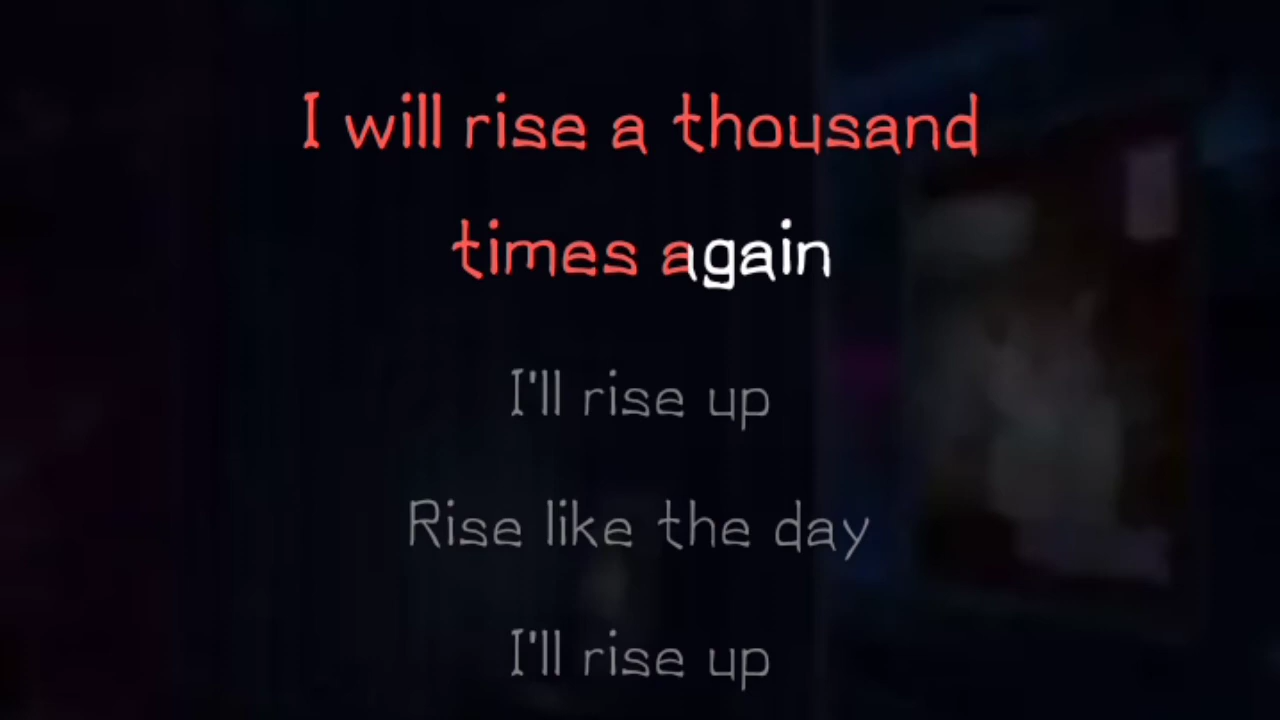 I will rise a thousand
times again
I'll rise up
Rise like the day
I'll rise up